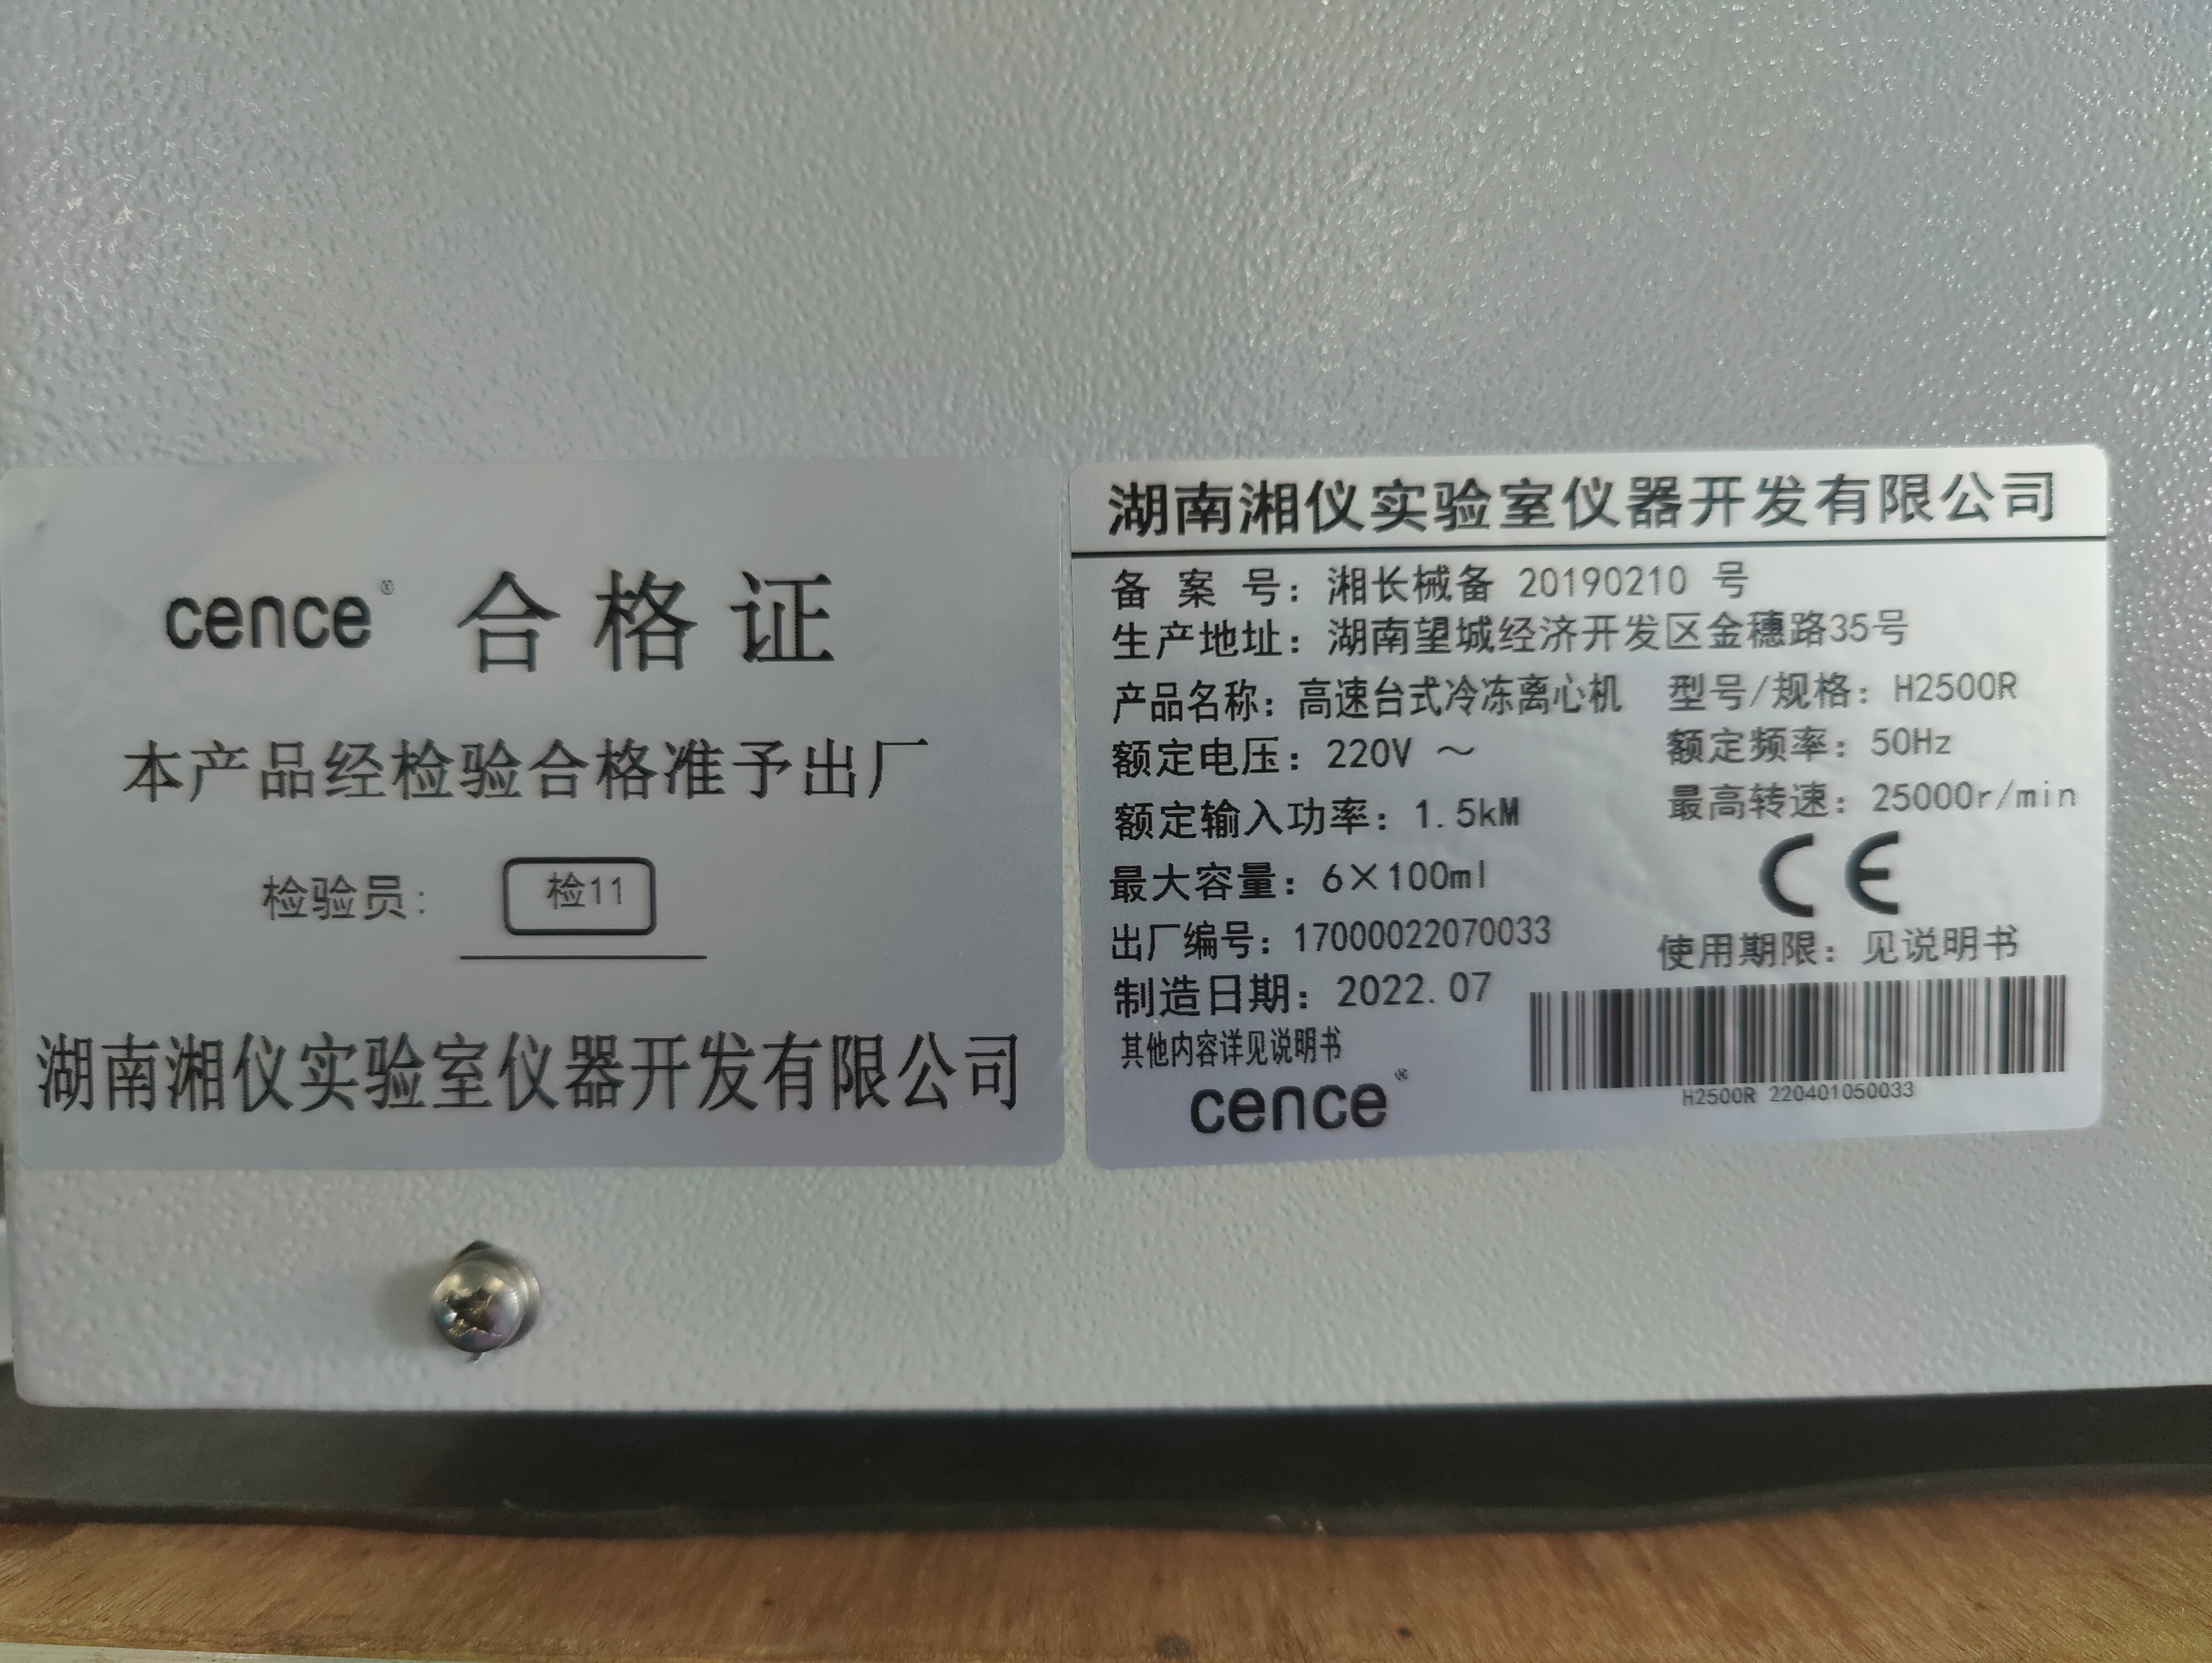 cence® 合格证
本产品经检验合格准予出厂
检验员: 检11
湖南湘仪实验室仪器开发有限公司
湖南湘仪实验室仪器开发有限公司
备 案 号: 湘长械备 20190210 号
生产地址: 湖南望城经济开发区金穗路35号
产品名称: 高速台式冷冻离心机 型号/规格: H2500R
额定电压: 220V ~ 额定频率: 50Hz
额定输入功率: 1.5kM 最高转速: 25000r/min
最大容量: 6×100ml CE
出厂编号: 17000022070033 使用期限: 见说明书
制造日期: 2022.07
其他内容详见说明书
cence®
H2500R 220401050033